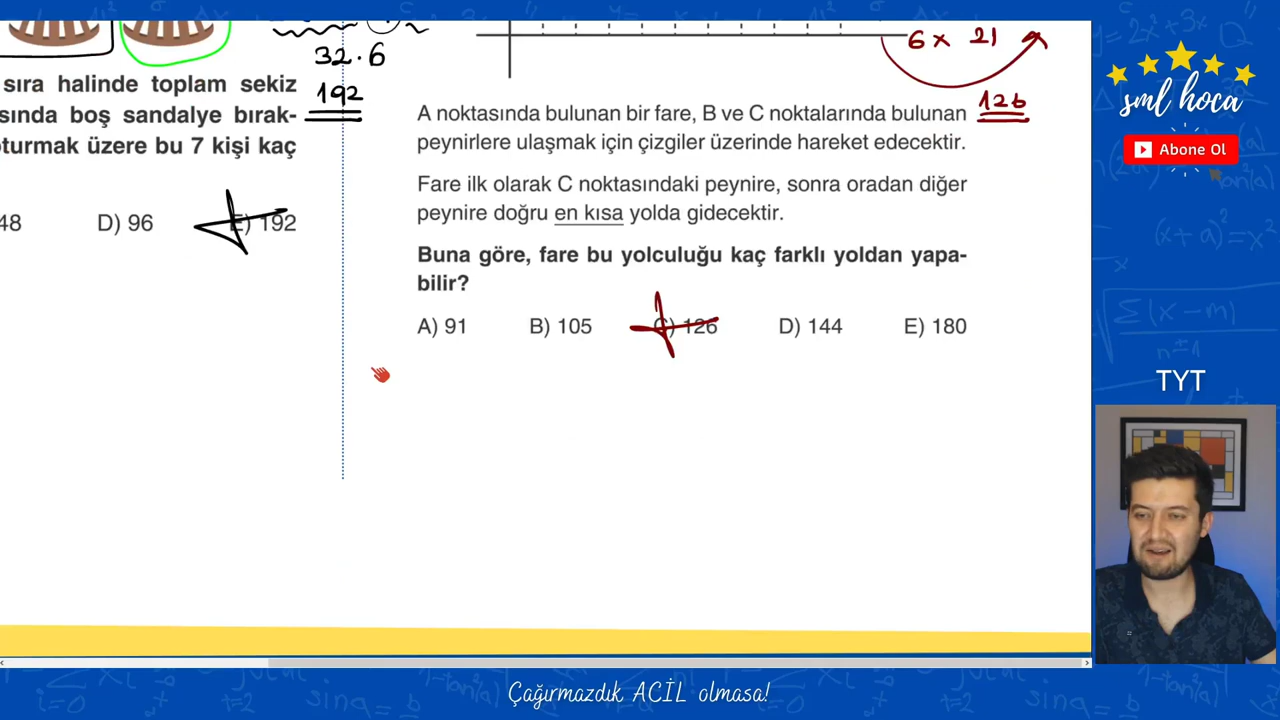 32.6
192
sıra halinde toplam sekiz
asında boş sandalye bırak-
oturmak üzere bu 7 kişi kaç
48 D) 96 E) 192
6 x 21
126
A noktasında bulunan bir fare, B ve C noktalarında bulunan
peynirlere ulaşmak için çizgiler üzerinde hareket edecektir.
Fare ilk olarak C noktasındaki peynire, sonra oradan diğer
peynire doğru en kısa yolda gidecektir.
Buna göre, fare bu yolculuğu kaç farklı yoldan yapa-
bilir?
A) 91 B) 105 C) 126 D) 144 E) 180
sml hoca
Abone Ol
TYT
Çağırmazdık ACİL olmasa!